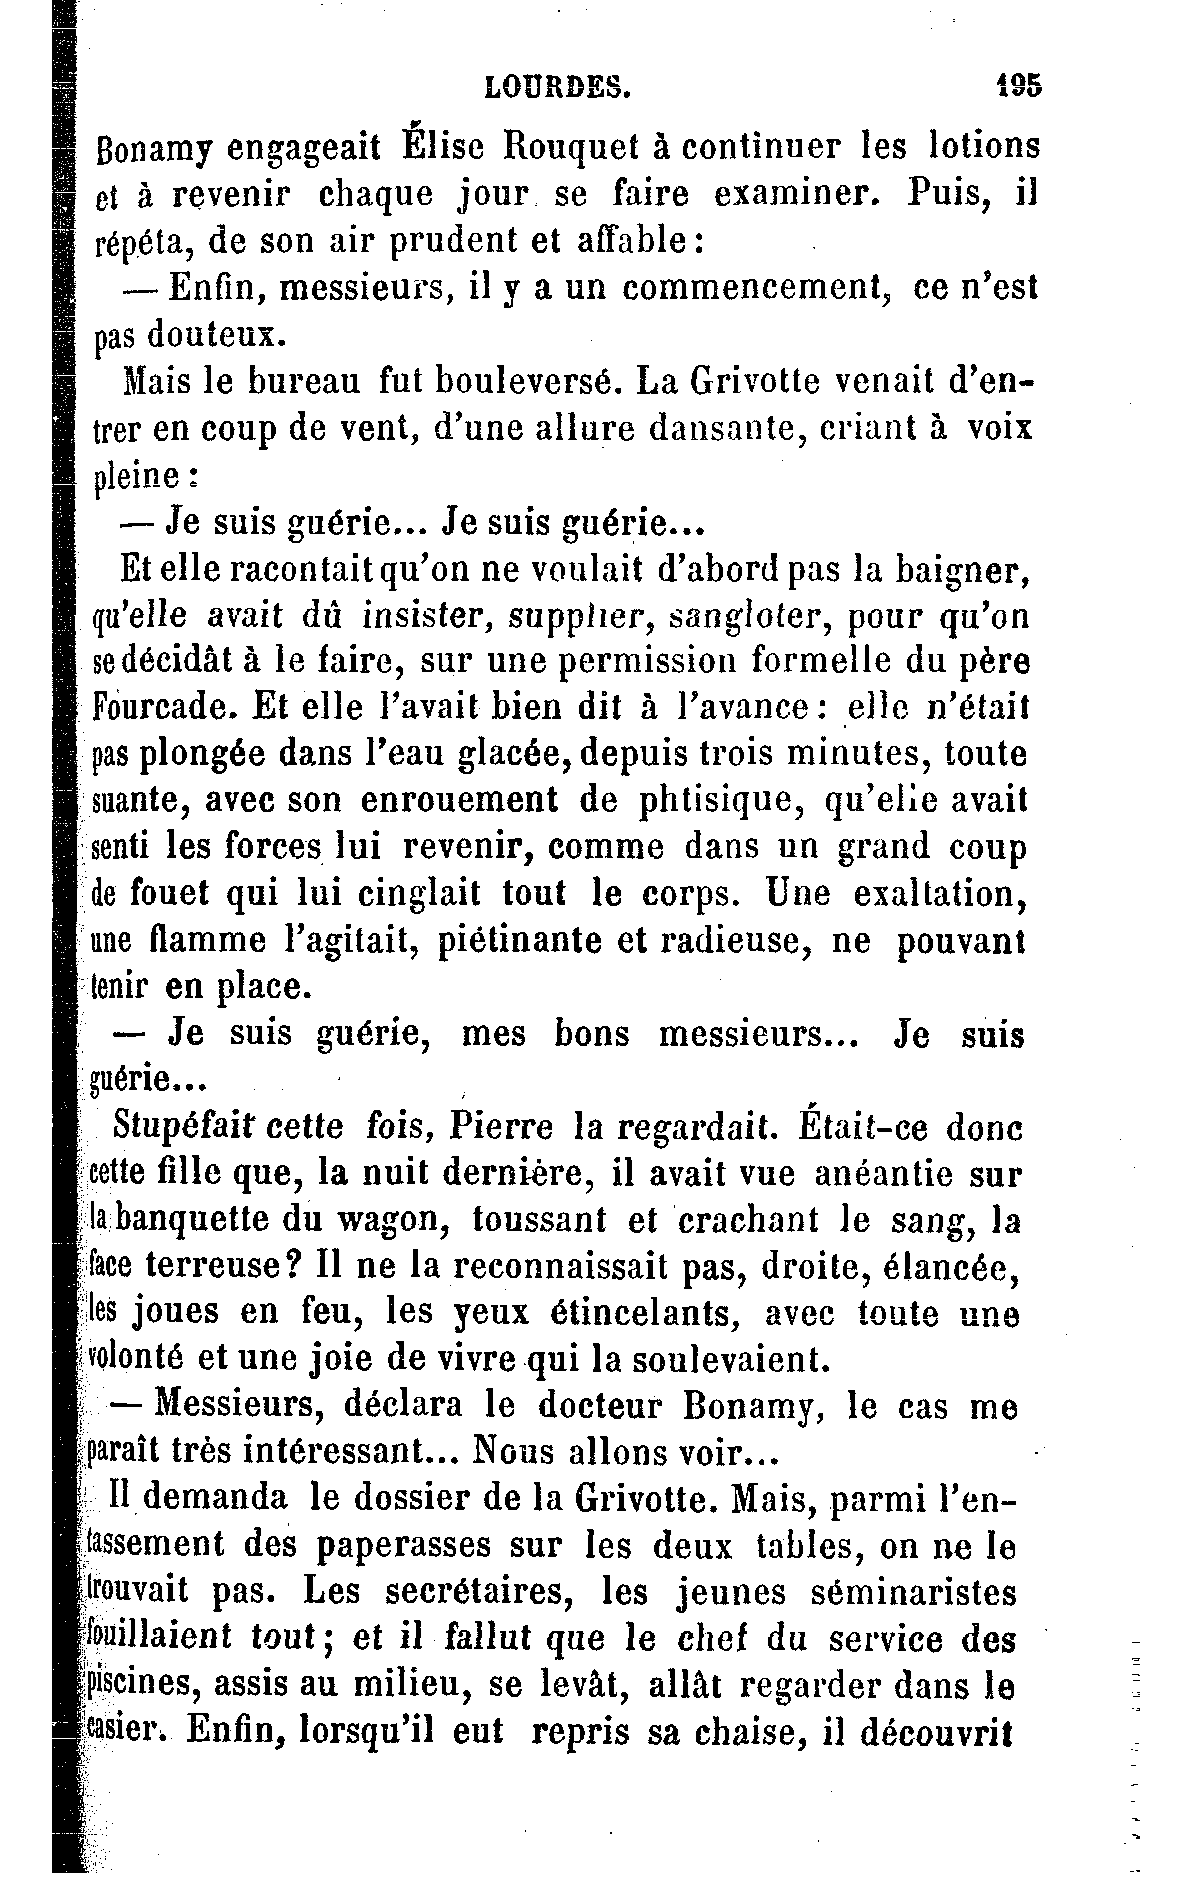 LOURDES. 195
Bonamy engageait Élise Rouquet à continuer les lotions
et à revenir chaque jour se faire examiner. Puis, il
répéta, de son air prudent et affable :
— Enfin, messieurs, il y a un commencement, ce n'est
pas douteux.
Mais le bureau fut bouleversé. La Grivotte venait d'en-
trer en coup de vent, d'une allure dansante, criant à voix
pleine :
— Je suis guérie... Je suis guérie...
Et elle racontait qu'on ne voulait d'abord pas la baigner,
qu'elle avait dû insister, supplier, sangloter, pour qu'on
se décidât à le faire, sur une permission formelle du père
Fourcade. Et elle l'avait bien dit à l'avance : elle n'était
pas plongée dans l'eau glacée, depuis trois minutes, toute
suante, avec son enrouement de phtisique, qu'elle avait
senti les forces lui revenir, comme dans un grand coup
de fouet qui lui cinglait tout le corps. Une exaltation,
une flamme l'agitait, piétinante et radieuse, ne pouvant
tenir en place.
— Je suis guérie, mes bons messieurs... Je suis
guérie...
Stupéfait cette fois, Pierre la regardait. Était-ce donc
cette fille que, la nuit dernière, il avait vue anéantie sur
la banquette du wagon, toussant et crachant le sang, la
face terreuse? Il ne la reconnaissait pas, droite, élancée,
les joues en feu, les yeux étincelants, avec toute une
volonté et une joie de vivre qui la soulevaient.
— Messieurs, déclara le docteur Bonamy, le cas me
paraît très intéressant... Nous allons voir...
Il demanda le dossier de la Grivotte. Mais, parmi l'en-
tassement des paperasses sur les deux tables, on ne le
trouvait pas. Les secrétaires, les jeunes séminaristes
fouillaient tout ; et il fallut que le chef du service des
piscines, assis au milieu, se levât, allât regarder dans le
casier. Enfin, lorsqu'il eut repris sa chaise, il découvrit